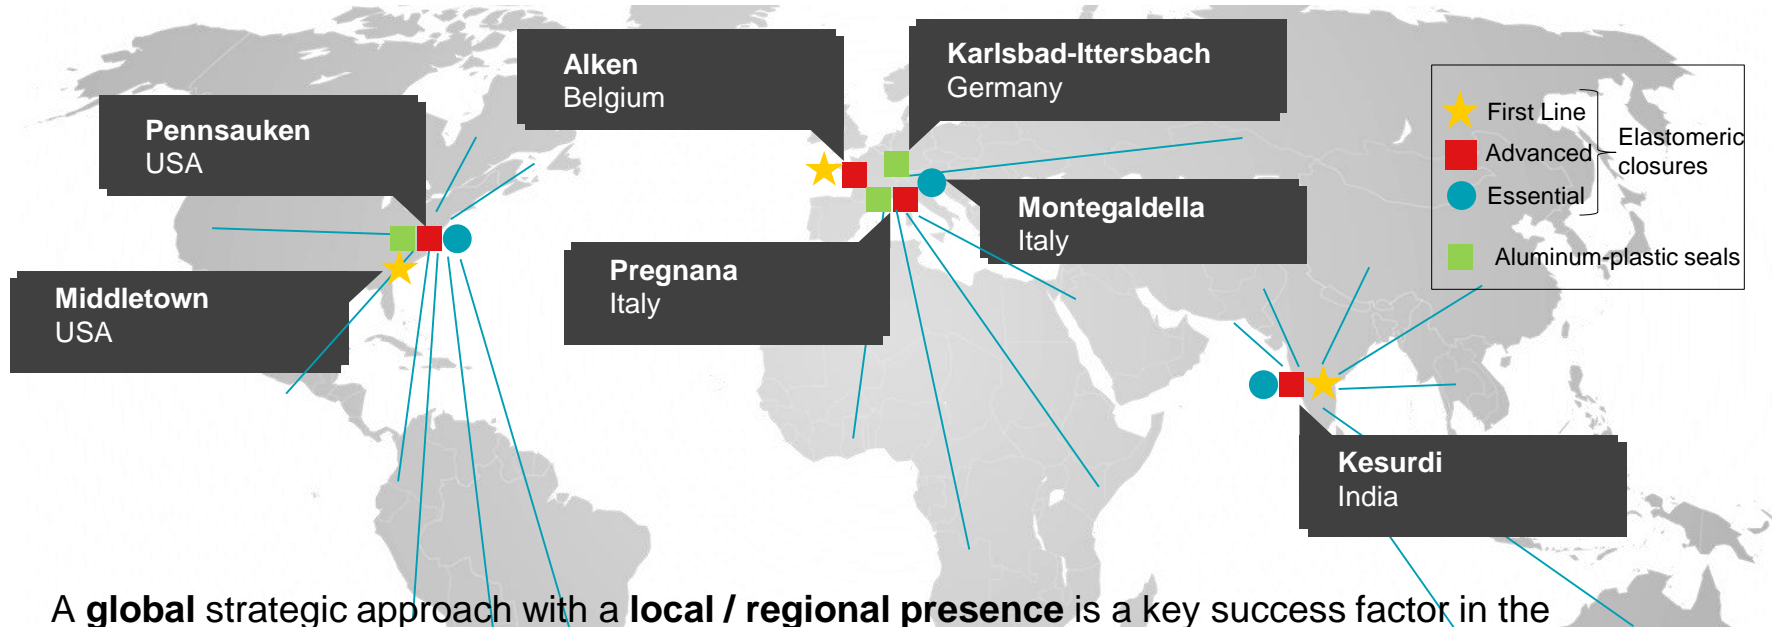 Alken
Belgium
Karlsbad-Ittersbach
Germany
Pennsauken
USA
Montegaldella
Italy
Pregnana
Italy
Middletown
USA
Kesurdi
India
First Line
Advanced
Essential
Elastomeric
closures
Aluminum-plastic seals
A global strategic approach with a local / regional presence is a key success factor in the